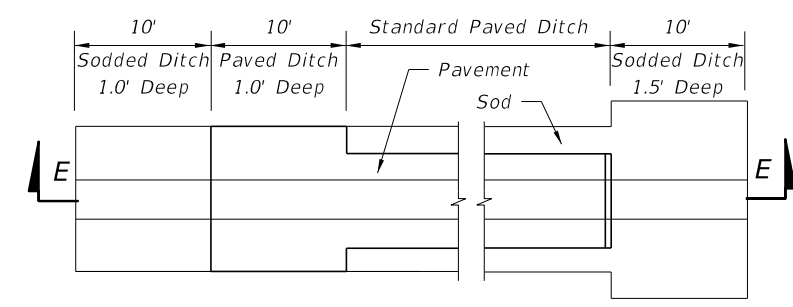 10'
Sodded Ditch
1.0' Deep
10'
Paved Ditch
1.0' Deep
Standard Paved Ditch
10'
Sodded Ditch
1.5' Deep
Pavement
Sod
E
E